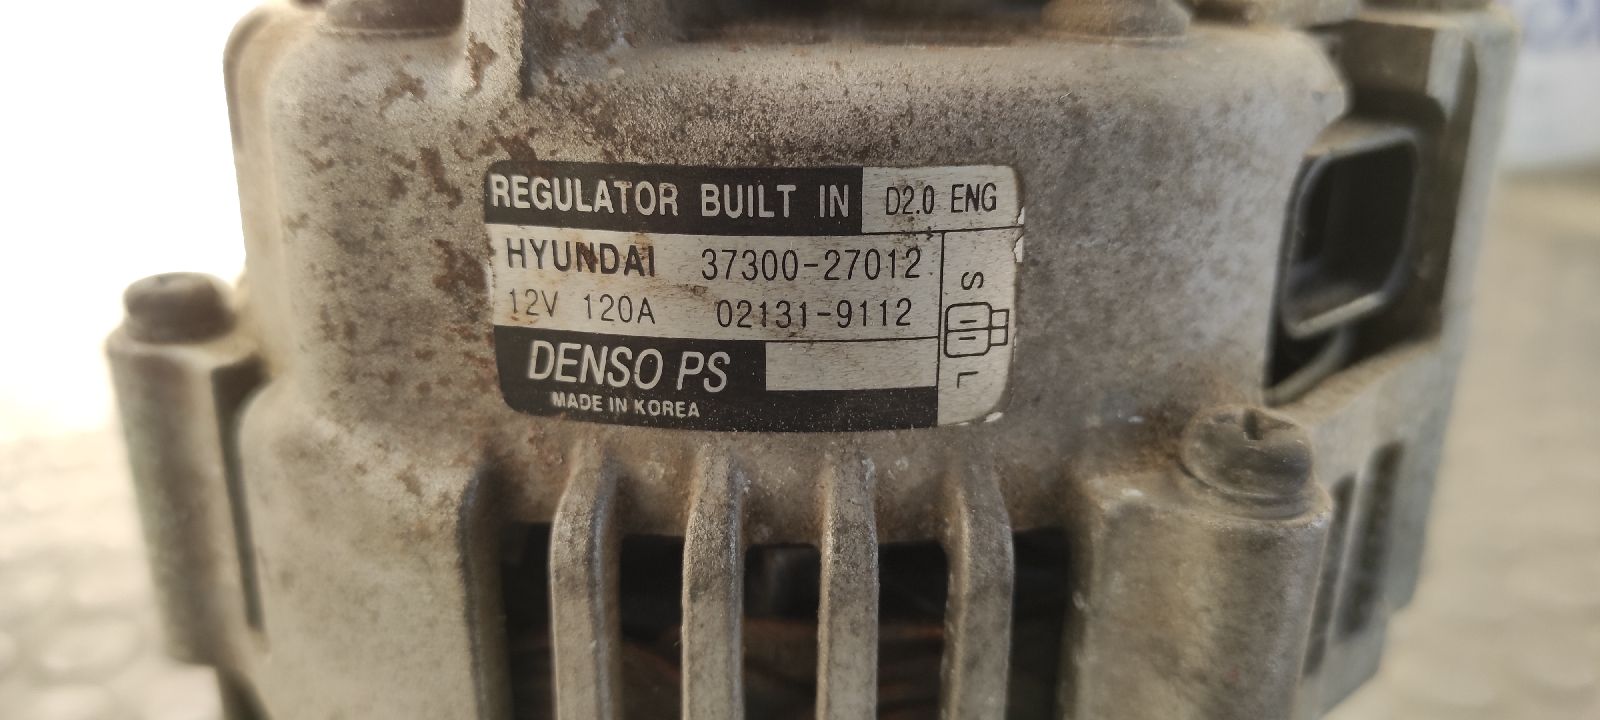 REGULATOR BUILT IN D2.0 ENG
HYUNDAI 37300-27012
12V 120A 02131-9112
DENSO PS
MADE IN KOREA
S
L